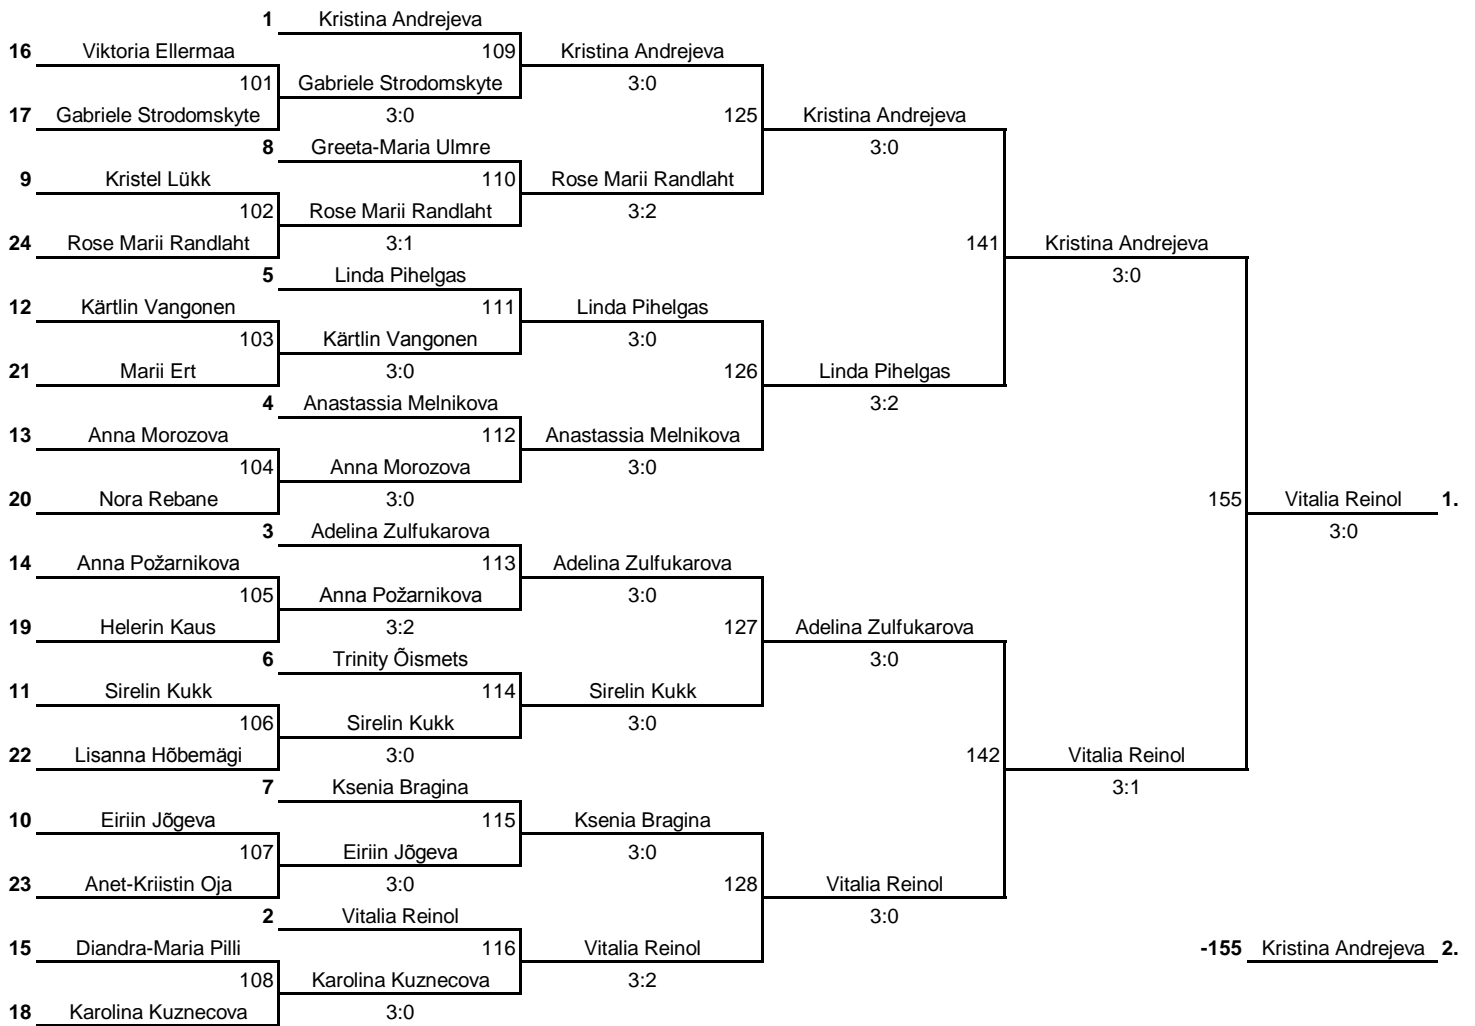 1 Kristina Andrejeva
16 Viktoria Ellermaa 109 Kristina Andrejeva
101 Gabriele Strodomskyte 3:0
17 Gabriele Strodomskyte 3:0 125 Kristina Andrejeva
8 Greeta-Maria Ulmre 3:0
9 Kristel Lükk 110 Rose Marii Randlaht
102 Rose Marii Randlaht 3:2
24 Rose Marii Randlaht 3:1 141 Kristina Andrejeva
5 Linda Pihelgas 3:0
12 Kärtlin Vangonen 111 Linda Pihelgas
103 Kärtlin Vangonen 3:0
21 Marii Ert 3:0 126 Linda Pihelgas
4 Anastassia Melnikova 3:2
13 Anna Morozova 112 Anastassia Melnikova
104 Anna Morozova 3:0
20 Nora Rebane 3:0 155 Vitalia Reinol 1.
3 Adelina Zulfukarova 3:0
14 Anna Požarnikova 113 Adelina Zulfukarova
105 Anna Požarnikova 3:0
19 Helerin Kaus 3:2 127 Adelina Zulfukarova
6 Trinity Õismets 3:0
11 Sirelin Kukk 114 Sirelin Kukk
106 Sirelin Kukk 3:0
22 Lisanna Hõbemägi 3:0 142 Vitalia Reinol
7 Ksenia Bragina 3:1
10 Eiriin Jõgeva 115 Ksenia Bragina
107 Eiriin Jõgeva 3:0
23 Anet-Kriistin Oja 3:0 128 Vitalia Reinol
2 Vitalia Reinol 3:0
15 Diandra-Maria Pilli 116 Vitalia Reinol -155 Kristina Andrejeva 2.
108 Karolina Kuznecova 3:2
18 Karolina Kuznecova 3:0